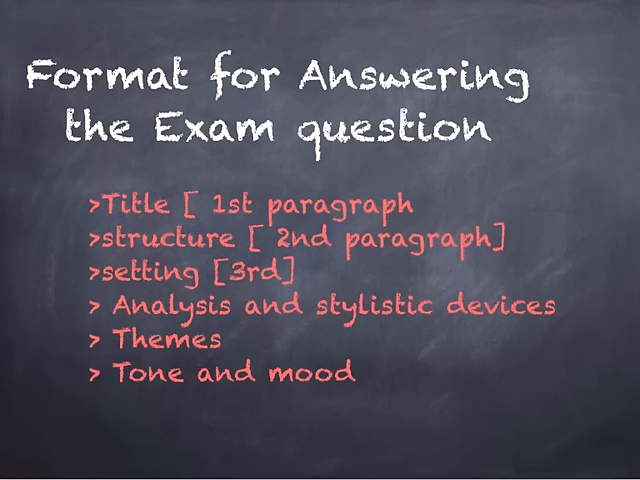 Format for Answering
the Exam question
>Title [ 1st paragraph
>structure [ 2nd paragraph]
>setting [3rd]
> Analysis and stylistic devices
> Themes
> Tone and mood